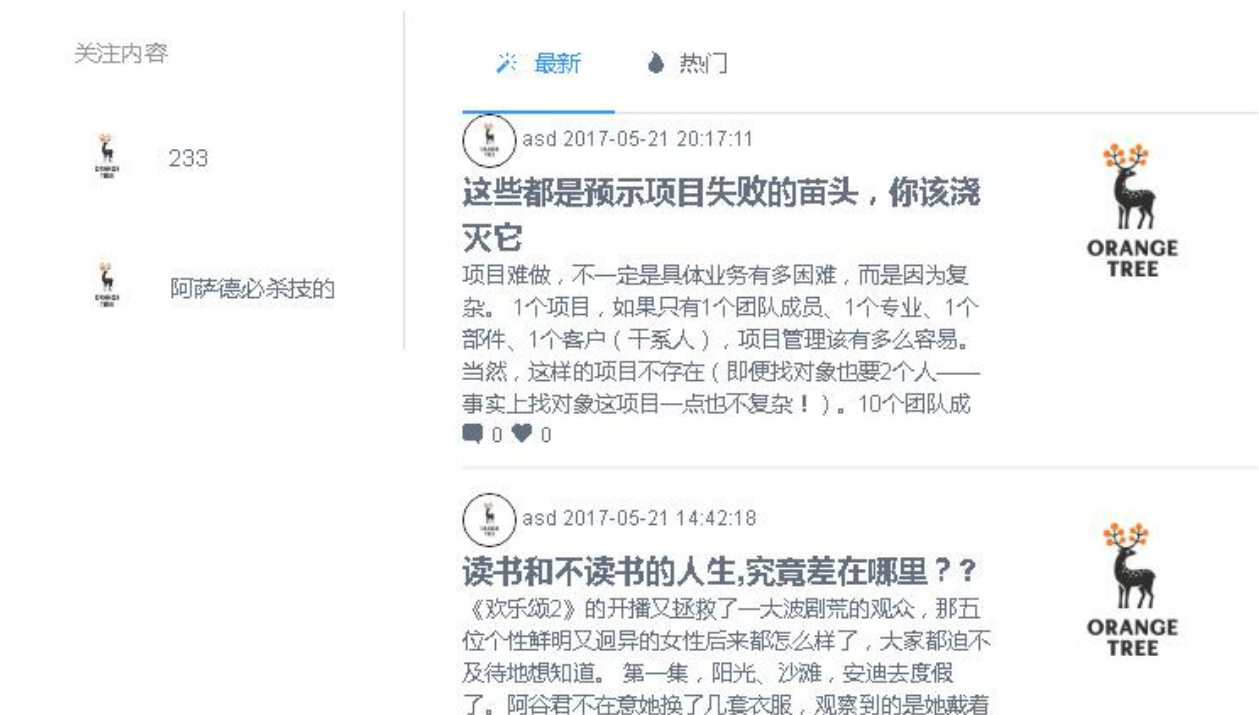 关注内容
233
阿萨德必杀技的
最新 热门
asd 2017-05-21 20:17:11
这些都是预示项目失败的苗头，你该浇
灭它
项目难做，不一定是具体业务有多困难，而是因为复
杂。 1个项目，如果只有1个团队成员、1个专业、1个
部件、1个客户（干系人），项目管理该有多么容易。
当然，这样的项目不存在（即便找对象也要2个人——
事实上找对象这项目一点也不复杂！）。10个团队成
0 0
ORANGE
TREE
asd 2017-05-21 14:42:18
读书和不读书的人生,究竟差在哪里？？
《欢乐颂2》的开播又拯救了一大波剧荒的观众，那五
位个性鲜明又迥异的女性后来都怎么样了，大家都迫不
及待地想知道。 第一集，阳光、沙滩，安迪去度假
了。阿谷君不在意她换了几套衣服，观察到的是她戴着
ORANGE
TREE